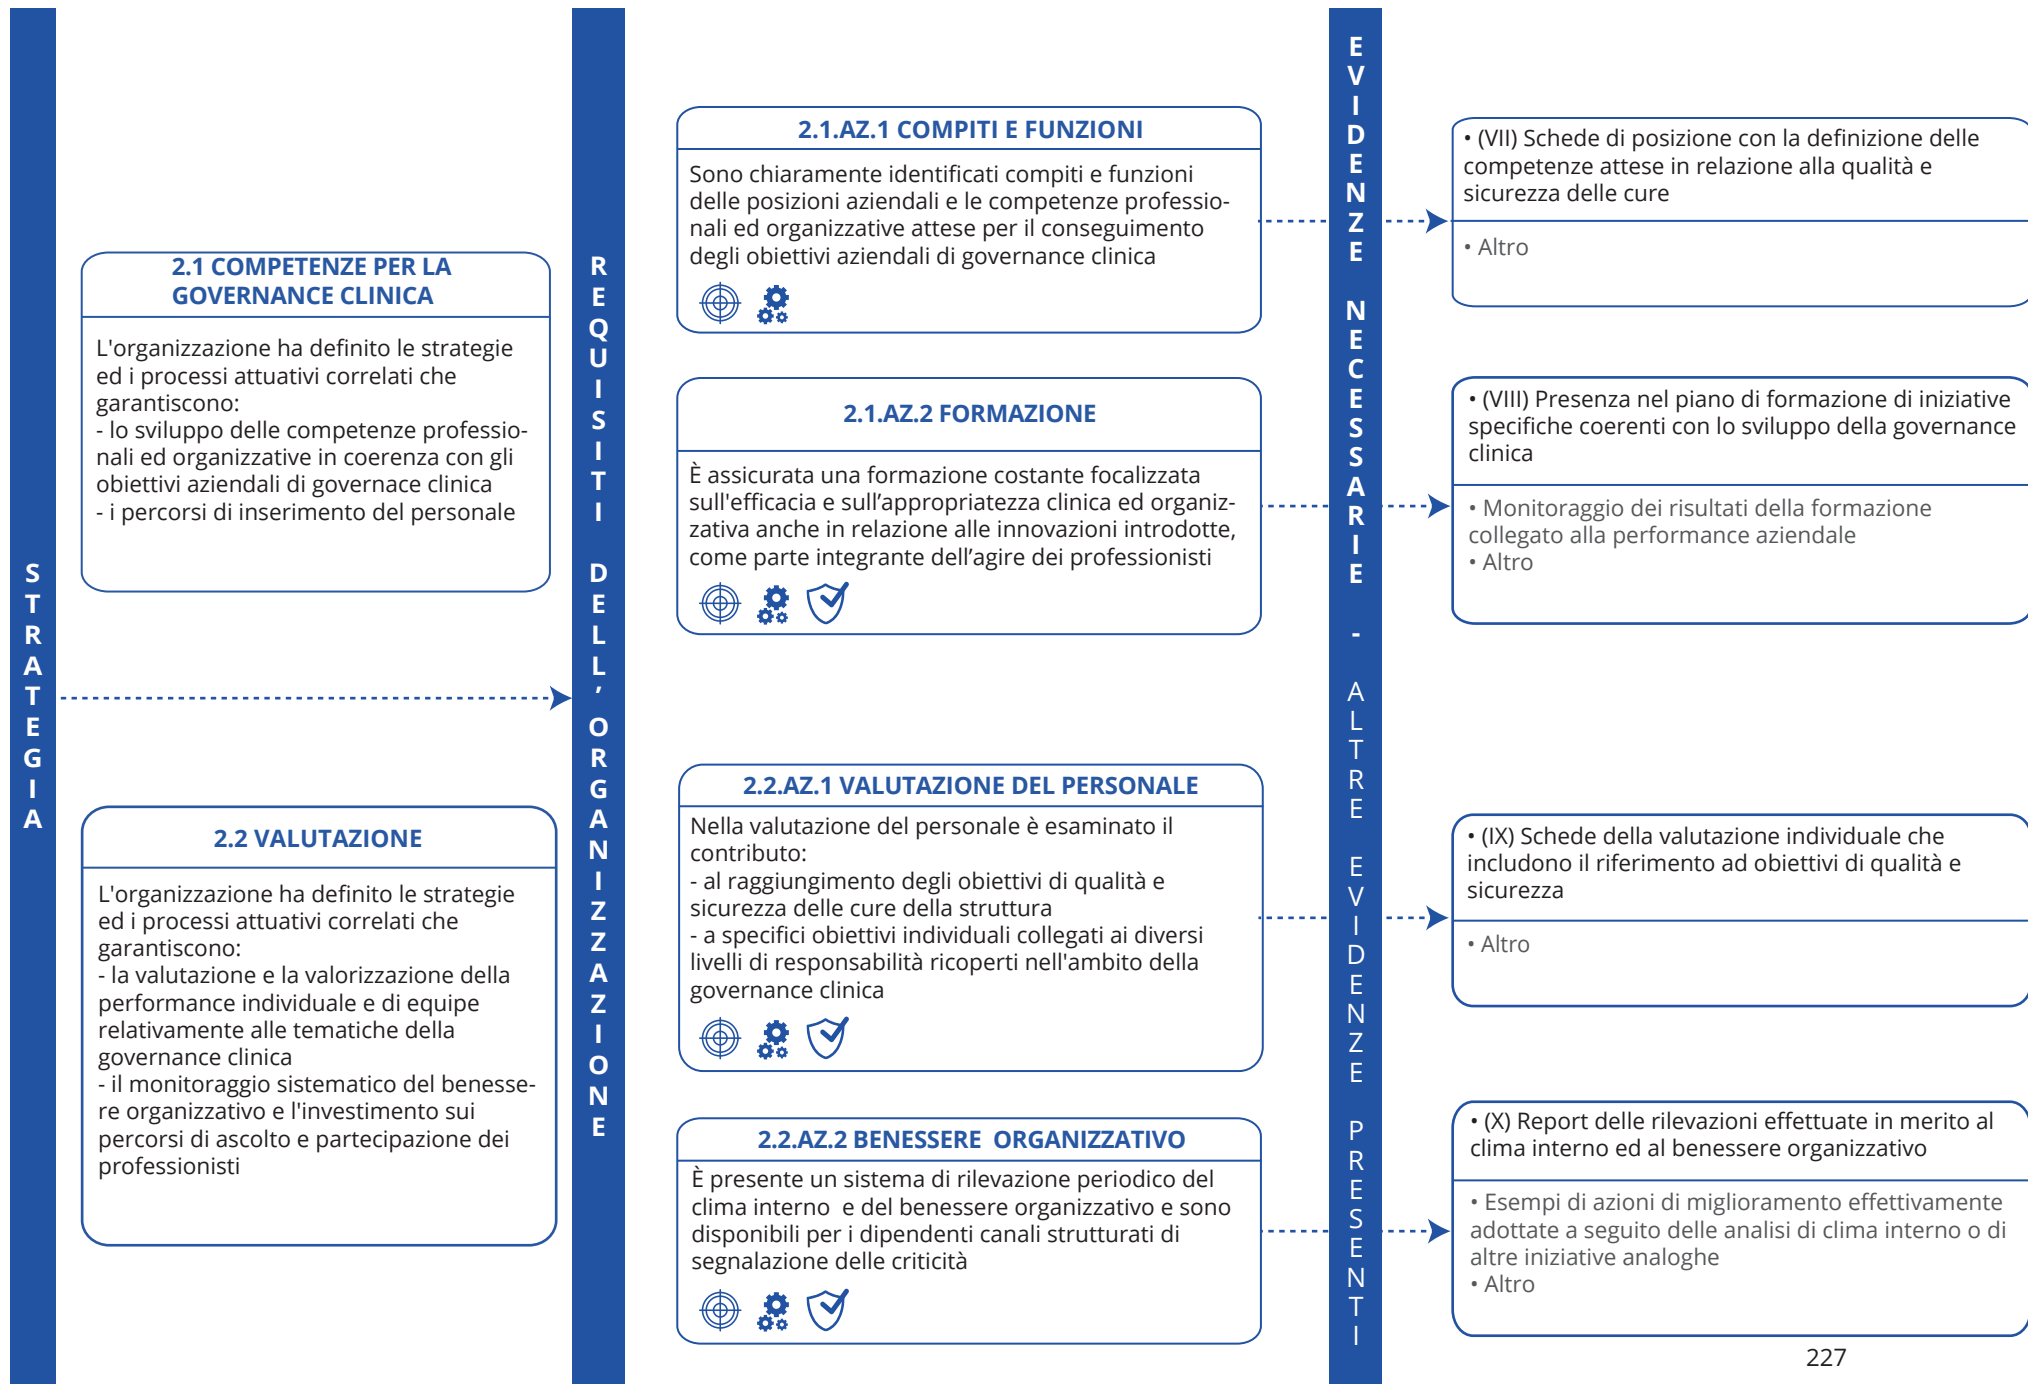 STRATEGIA
2.1 COMPETENZE PER LA
GOVERNANCE CLINICA
L'organizzazione ha definito le strategie
ed i processi attuativi correlati che
garantiscono:
- lo sviluppo delle competenze professio-
nali ed organizzative in coerenza con gli
obiettivi aziendali di governace clinica
- i percorsi di inserimento del personale
2.2 VALUTAZIONE
L'organizzazione ha definito le strategie
ed i processi attuativi correlati che
garantiscono:
- la valutazione e la valorizzazione della
performance individuale e di equipe
relativamente alle tematiche della
governance clinica
- il monitoraggio sistematico del benesse-
re organizzativo e l'investimento sui
percorsi di ascolto e partecipazione dei
professionisti
REQUISITI DELL’ORGANIZZAZIONE
2.1.AZ.1 COMPITI E FUNZIONI
Sono chiaramente identificati compiti e funzioni
delle posizioni aziendali e le competenze professio-
nali ed organizzative attese per il conseguimento
degli obiettivi aziendali di governance clinica
2.1.AZ.2 FORMAZIONE
È assicurata una formazione costante focalizzata
sull'efficacia e sull’appropriatezza clinica ed organiz-
zativa anche in relazione alle innovazioni introdotte,
come parte integrante dell’agire dei professionisti
2.2.AZ.1 VALUTAZIONE DEL PERSONALE
Nella valutazione del personale è esaminato il
contributo:
- al raggiungimento degli obiettivi di qualità e
sicurezza delle cure della struttura
- a specifici obiettivi individuali collegati ai diversi
livelli di responsabilità ricoperti nell'ambito della
governance clinica
2.2.AZ.2 BENESSERE  ORGANIZZATIVO
È presente un sistema di rilevazione periodico del
clima interno  e del benessere organizzativo e sono
disponibili per i dipendenti canali strutturati di
segnalazione delle criticità
EVIDENZE NECESSARIE - ALTRE EVIDENZE PRESENTI
• (VII) Schede di posizione con la definizione delle
competenze attese in relazione alla qualità e
sicurezza delle cure
• Altro
• (VIII) Presenza nel piano di formazione di iniziative
specifiche coerenti con lo sviluppo della governance
clinica
• Monitoraggio dei risultati della formazione
collegato alla performance aziendale
• Altro
• (IX) Schede della valutazione individuale che
includono il riferimento ad obiettivi di qualità e
sicurezza
• Altro
• (X) Report delle rilevazioni effettuate in merito al
clima interno ed al benessere organizzativo
• Esempi di azioni di miglioramento effettivamente
adottate a seguito delle analisi di clima interno o di
altre iniziative analoghe
• Altro
227